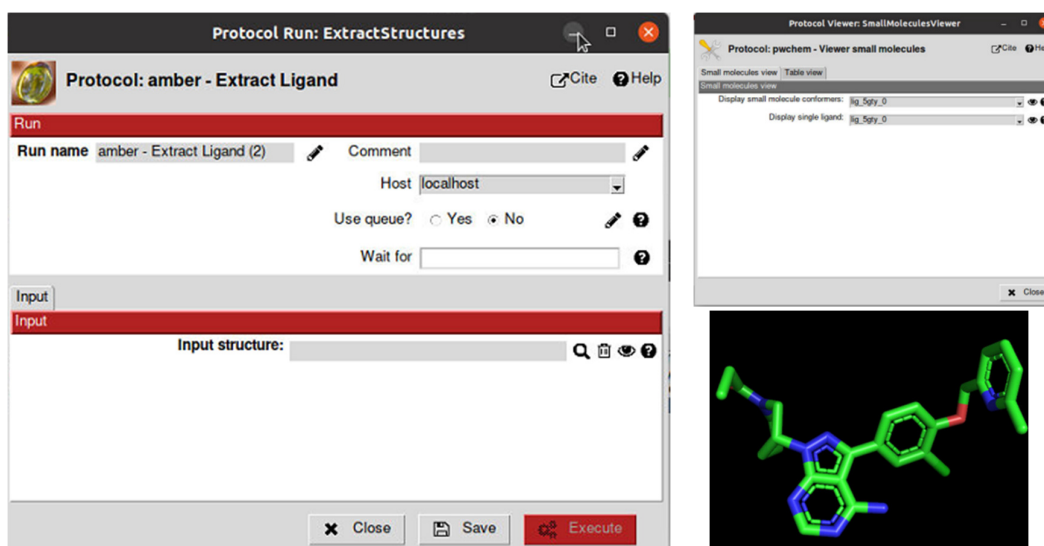 Protocol Run: ExtractStructures
Protocol: amber - Extract Ligand
Cite
Help
Run
Run name amber - Extract Ligand (2)
Comment
Host localhost
Use queue? Yes No
Wait for
Input
Input
Input structure:
Close
Save
Execute
Protocol Viewer: SmallMoleculesViewer
Protocol: pwchem - Viewer small molecules
Cite
He
Small molecules view Table view
Small molecules view
Display small molecule conformers: lig_5gty_0
Display single ligand: lig_5gty_0
Close